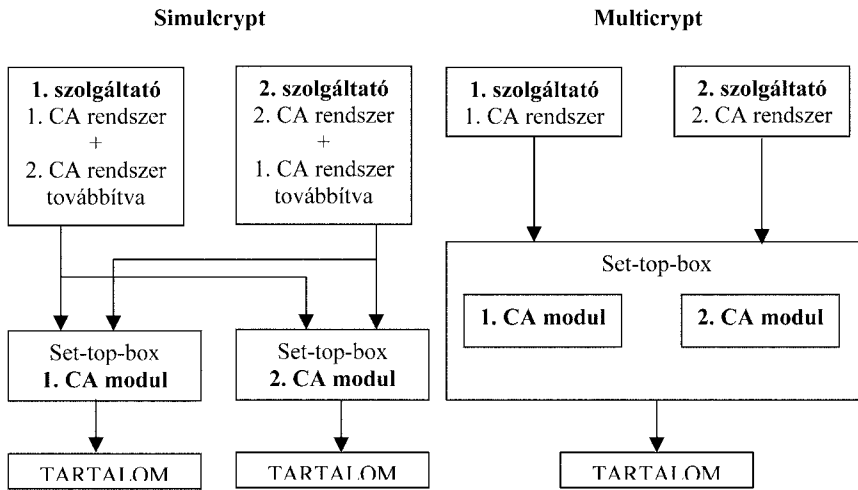 Simulcrypt
1. szolgáltató
1. CA rendszer
+
2. CA rendszer
továbbítva
2. szolgáltató
2. CA rendszer
+
1. CA rendszer
továbbítva
Set-top-box
1. CA modul
Set-top-box
2. CA modul
TARTALOM
TARTALOM
Multicrypt
1. szolgáltató
1. CA rendszer
2. szolgáltató
2. CA rendszer
Set-top-box
1. CA modul
2. CA modul
TARTALOM